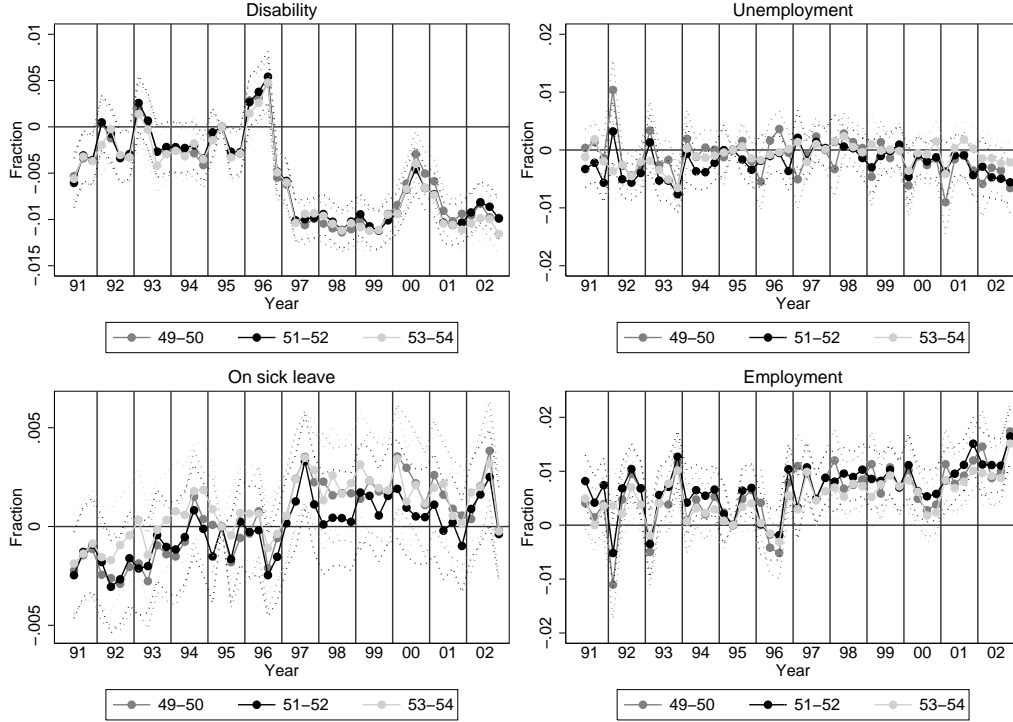 Disability
Fraction
.01
.005
0
-.005
-.01
-.015
91 92 93 94 95 96 97 98 99 00 01 02
Year
49-50 51-52 53-54
Unemployment
Fraction
.02
.01
0
-.01
-.02
91 92 93 94 95 96 97 98 99 00 01 02
Year
49-50 51-52 53-54
On sick leave
Fraction
.005
0
-.005
91 92 93 94 95 96 97 98 99 00 01 02
Year
49-50 51-52 53-54
Employment
Fraction
.02
.01
0
-.01
-.02
91 92 93 94 95 96 97 98 99 00 01 02
Year
49-50 51-52 53-54